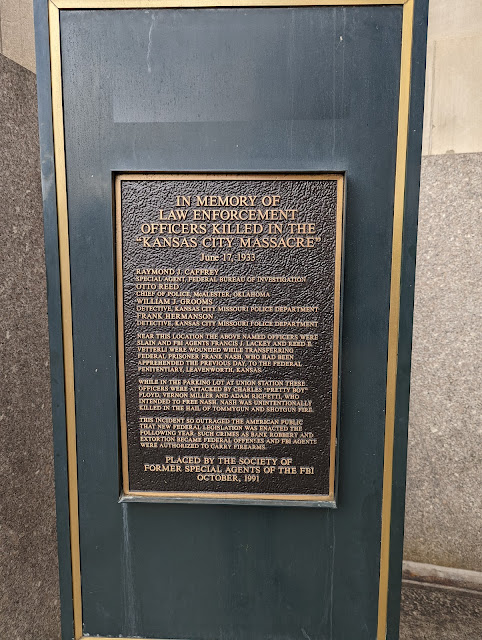 IN MEMORY OF
LAW ENFORCEMENT
OFFICERS KILLED IN THE
"KANSAS CITY MASSACRE"
June 17, 1933
RAYMOND J. CAFFREY
SPECIAL AGENT, FEDERAL BUREAU OF INVESTIGATION
OTTO REED
CHIEF OF POLICE, McALESTER, OKLAHOMA
WILLIAM J. GROOMS
DETECTIVE, KANSAS CITY MISSOURI POLICE DEPARTMENT
FRANK HERMANSON
DETECTIVE, KANSAS CITY MISSOURI POLICE DEPARTMENT
NEAR THIS LOCATION THE ABOVE NAMED OFFICERS WERE
SLAIN AND FBI AGENTS FRANCIS J. LACKEY AND REED E.
VETTERLI WERE WOUNDED WHILE TRANSFERRING
FEDERAL PRISONER FRANK NASH, WHO HAD BEEN
APPREHENDED THE PREVIOUS DAY, TO THE FEDERAL
PENITENTIARY, LEAVENWORTH, KANSAS.
WHILE IN THE PARKING LOT AT UNION STATION THESE
OFFICERS WERE ATTACKED BY CHARLES "PRETTY BOY"
FLOYD, VERNON MILLER AND ADAM RICHETTI, WHO
INTENDED TO FREE NASH. NASH WAS UNINTENTIONALLY
KILLED IN THE HAIL OF TOMMYGUN AND SHOTGUN FIRE.
THIS INCIDENT SO OUTRAGED THE AMERICAN PUBLIC
THAT NEW FEDERAL LEGISLATION WAS ENACTED THE
FOLLOWING YEAR. SUCH CRIMES AS BANK ROBBERY AND
EXTORTION BECAME FEDERAL OFFENSES AND FBI AGENTS
WERE AUTHORIZED TO CARRY FIREARMS.
PLACED BY THE SOCIETY OF
FORMER SPECIAL AGENTS OF THE FBI
OCTOBER, 1991